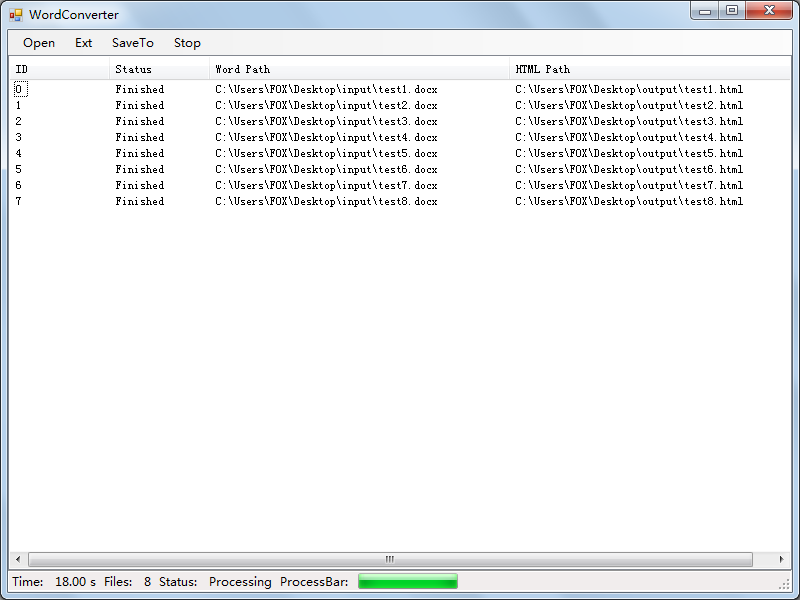 WordConverter
Open Ext SaveTo Stop
ID Status Word Path HTML Path
0 Finished C:\Users\FOX\Desktop\input\test1.docx C:\Users\FOX\Desktop\output\test1.html
1 Finished C:\Users\FOX\Desktop\input\test2.docx C:\Users\FOX\Desktop\output\test2.html
2 Finished C:\Users\FOX\Desktop\input\test3.docx C:\Users\FOX\Desktop\output\test3.html
3 Finished C:\Users\FOX\Desktop\input\test4.docx C:\Users\FOX\Desktop\output\test4.html
4 Finished C:\Users\FOX\Desktop\input\test5.docx C:\Users\FOX\Desktop\output\test5.html
5 Finished C:\Users\FOX\Desktop\input\test6.docx C:\Users\FOX\Desktop\output\test6.html
6 Finished C:\Users\FOX\Desktop\input\test7.docx C:\Users\FOX\Desktop\output\test7.html
7 Finished C:\Users\FOX\Desktop\input\test8.docx C:\Users\FOX\Desktop\output\test8.html
Time: 18.00 s Files: 8 Status: Processing ProcessBar: